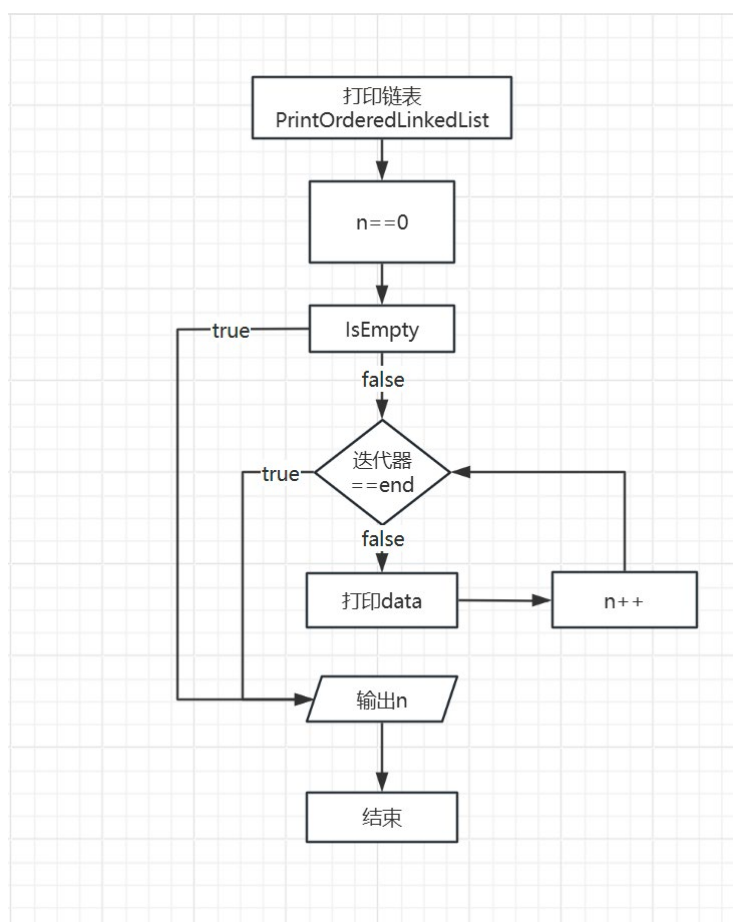 打印链表
PrintOrderedLinkedList
n==0
IsEmpty
true
false
迭代器
==end
true
false
打印data
n++
输出n
结束